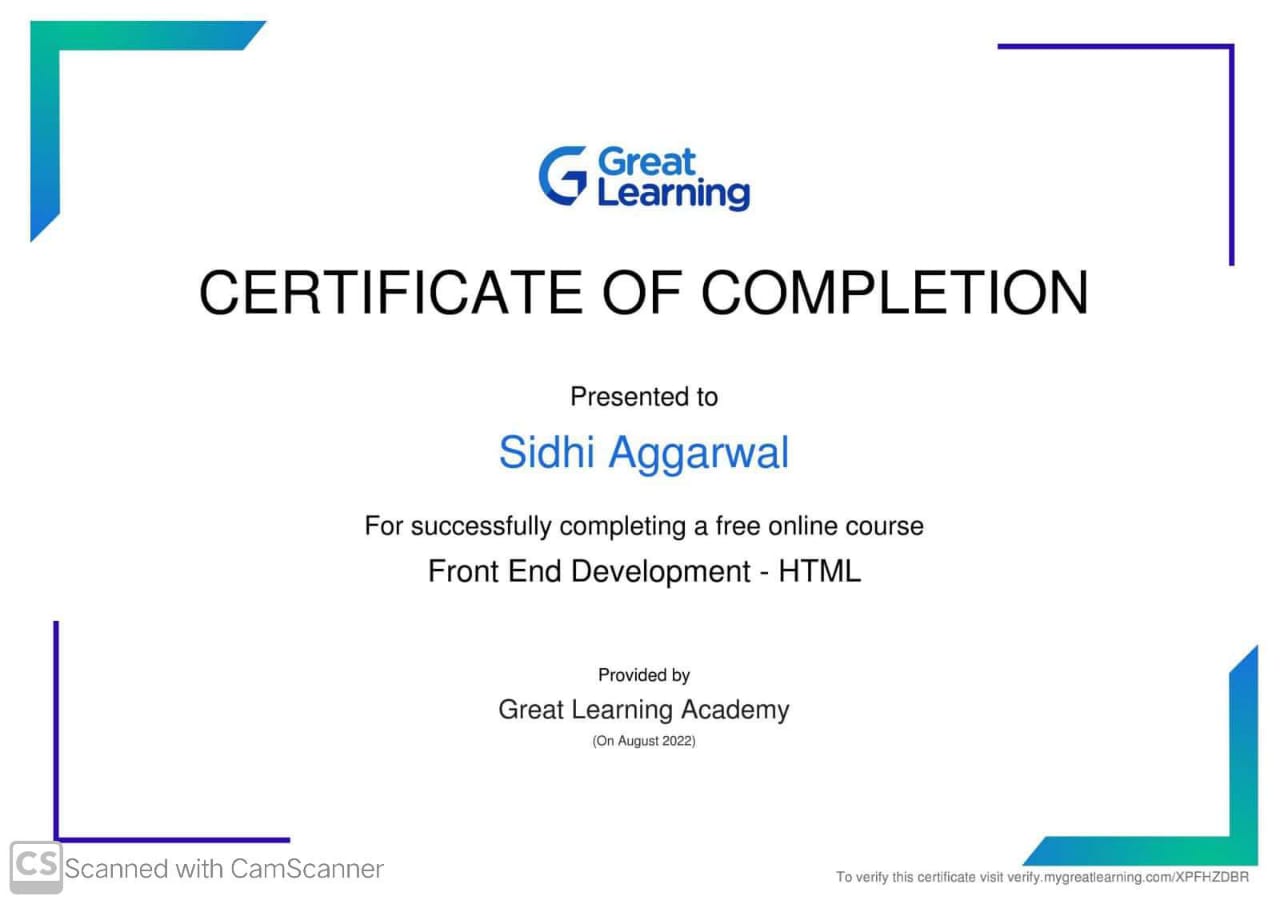 Great
Learning
CERTIFICATE OF COMPLETION
Presented to
Sidhi Aggarwal
For successfully completing a free online course
Front End Development - HTML
Provided by
Great Learning Academy
(On August 2022)
CS Scanned with CamScanner
To verify this certificate visit verify.mygreatlearning.com/XPFHZDBR